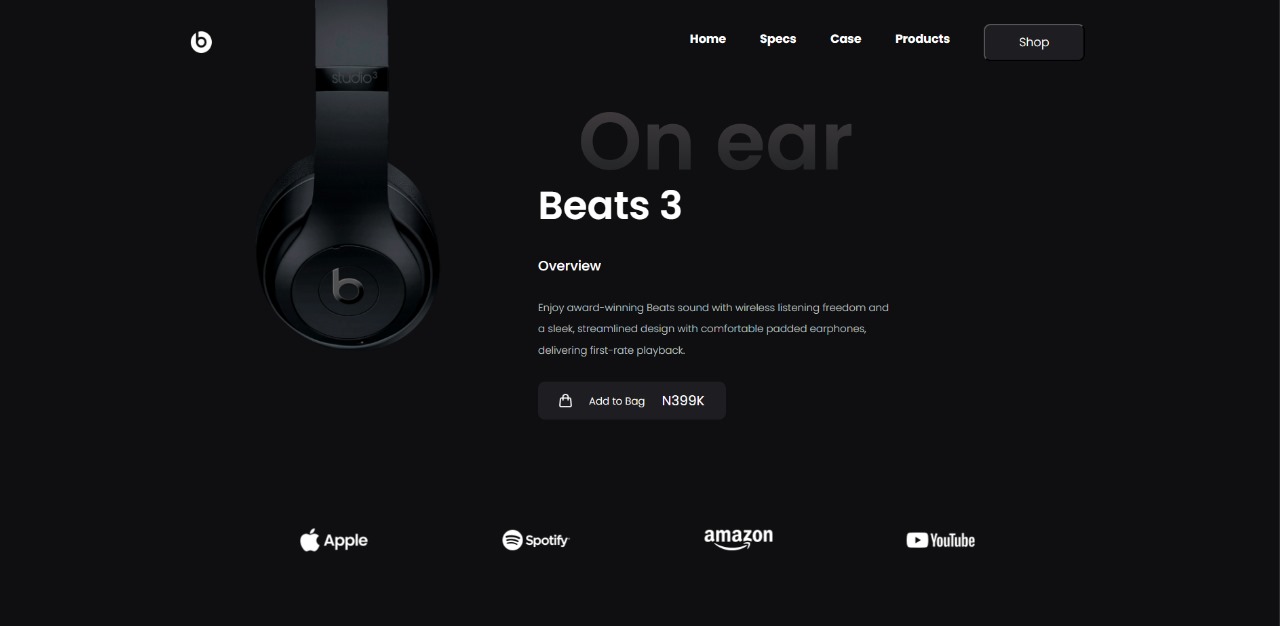 Home Specs Case Products Shop
studio³
On ear
Beats 3
Overview
Enjoy award-winning Beats sound with wireless listening freedom and
a sleek, streamlined design with comfortable padded earphones,
delivering first-rate playback.
Add to Bag N399K
Apple Spotify amazon YouTube